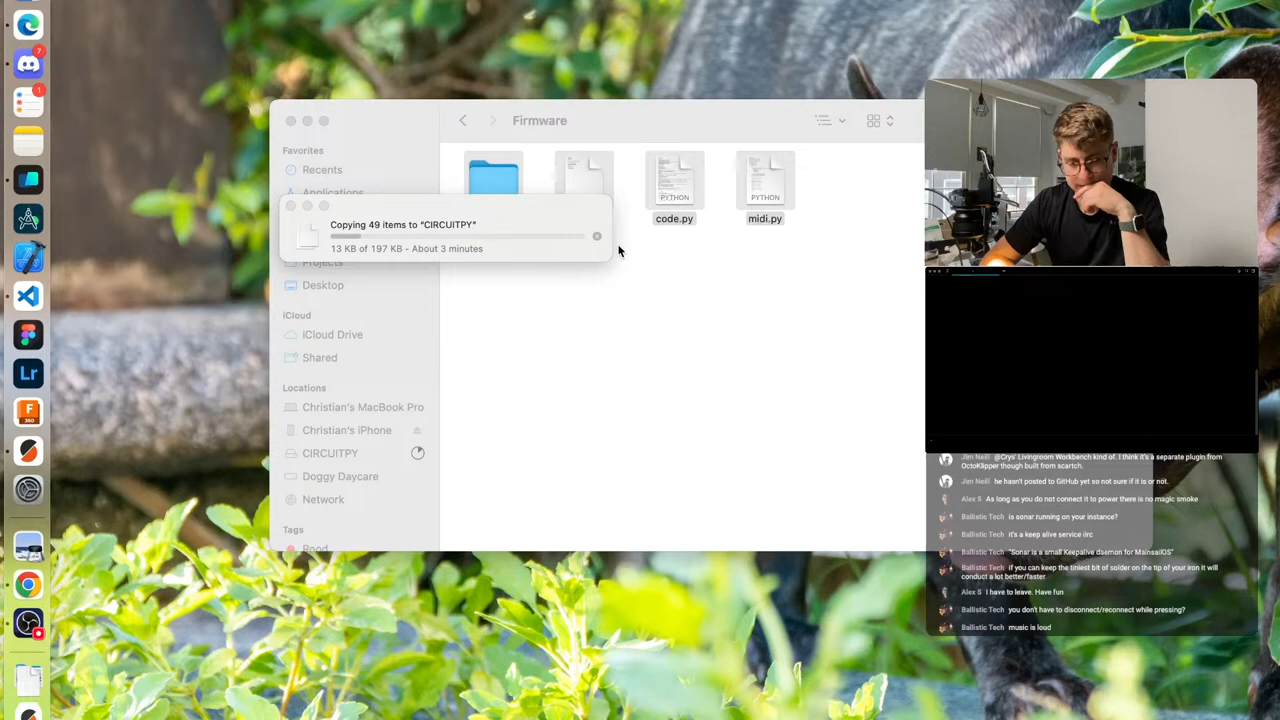 7
1
Lr
F
360
Firmware
Favorites
Recents
Applications
Projects
Desktop
iCloud
iCloud Drive
Shared
Locations
Christian's MacBook Pro
Christian's iPhone
CIRCUITPY
Doggy Daycare
Network
Tags
Copying 49 items to “CIRCUITPY”
13 KB of 197 KB - About 3 minutes
PYTHON
PYTHON
code.py
midi.py
Jim Neill @Crys' Livingroom Workbench kind of. I think it's a separate plugin from
OctoKlipper though built from scartch.
Jim Neill he hasn't posted to GitHub yet so not sure if it is or not.
Alex S As long as you do not connect it to power there is no magic smoke
Ballistic Tech is sonar running on your instance?
Ballistic Tech it's a keep alive service iirc
Ballistic Tech "Sonar is a small Keepalive daemon for MainsailOS"
Ballistic Tech if you can keep the tiniest bit of solder on the tip of your iron it will
conduct a lot better/faster
Alex S I have to leave. Have fun
Ballistic Tech you don't have to disconnect/reconnect while pressing?
Ballistic Tech music is loud